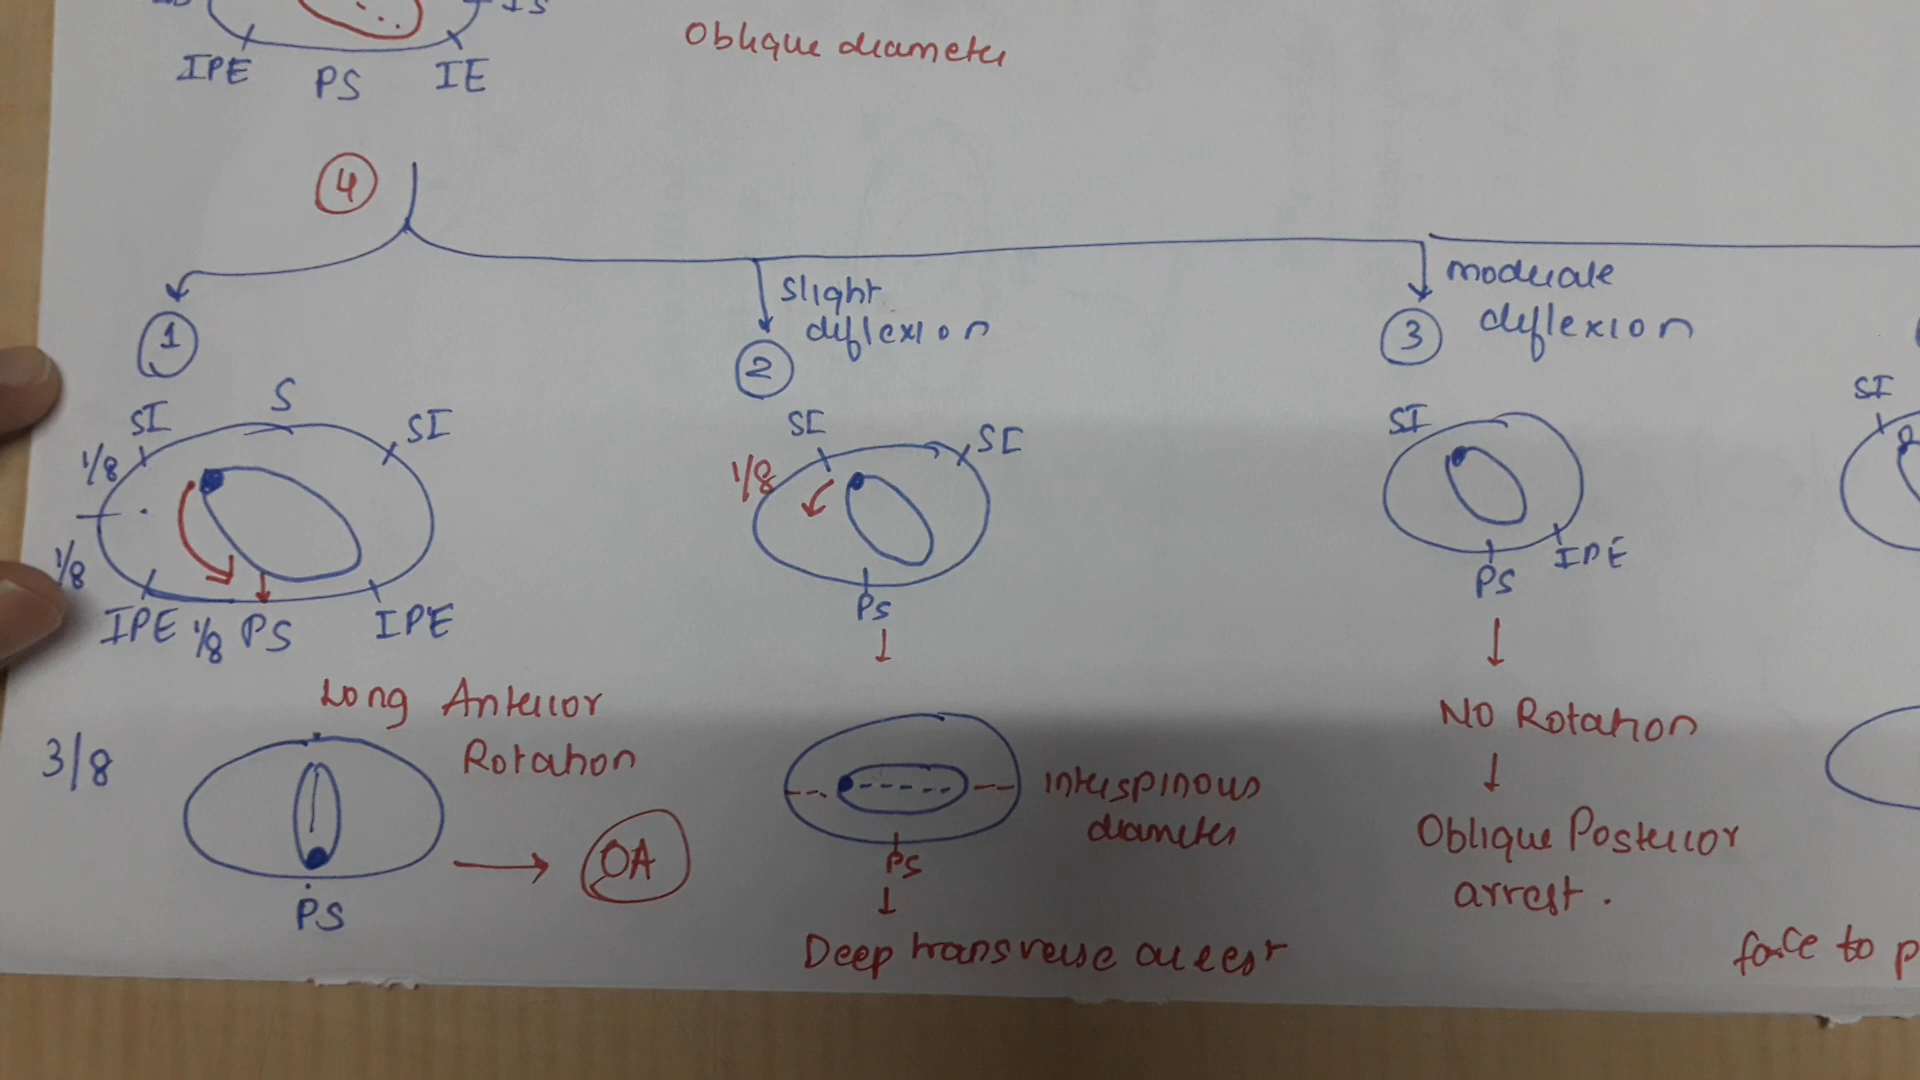 IS
IPE PS IE
Oblique diameter
4
1
Slight
deflexion
2
moderate
deflexion
3
SI S SI
1/8
1/8
IPE 1/8 PS IPE
Long Anterior
Rotation
3/8
PS
OA
SI SI
1/8
PS
interspinous
diameter
PS
Deep transverse arrest
SI
PS IPE
No Rotation
Oblique Posterior
arrest.
SI
face to p